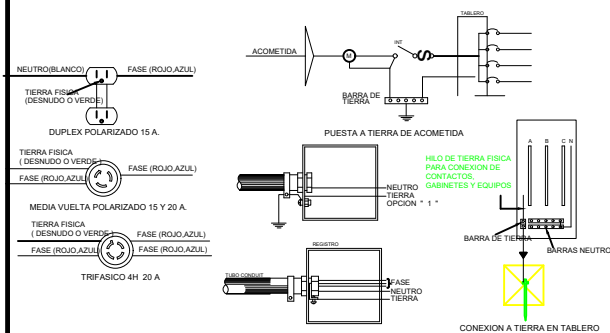 NEUTRO(BLANCO)
FASE (ROJO,AZUL)
TIERRA FISICA
(DESNUDO O VERDE)
DUPLEX POLARIZADO 15 A.
TIERRA FISICA
( DESNUDO O VERDE )
FASE (ROJO,AZUL)
FASE (ROJO,AZUL)
MEDIA VUELTA POLARIZADO 15 Y 20 A.
TIERRA FISICA
( DESNUDO O VERDE )
FASE (ROJO,AZUL)
FASE (ROJO,AZUL)
FASE (ROJO,AZUL)
TRIFASICO 4H 20 A
TABLERO
ACOMETIDA
M
INT
S
BARRA DE
TIERRA
PUESTA A TIERRA DE ACOMETIDA
NEUTRO
TIERRA
OPCION " 1 "
REGISTRO
TUBO CONDUIT
FASE
NEUTRO
TIERRA
HILO DE TIERRA FISICA
PARA CONEXION DE
CONTACTOS,
GABINETES Y EQUIPOS
A B C N
BARRA DE TIERRA
BARRAS NEUTRO
CONEXION A TIERRA EN TABLERO